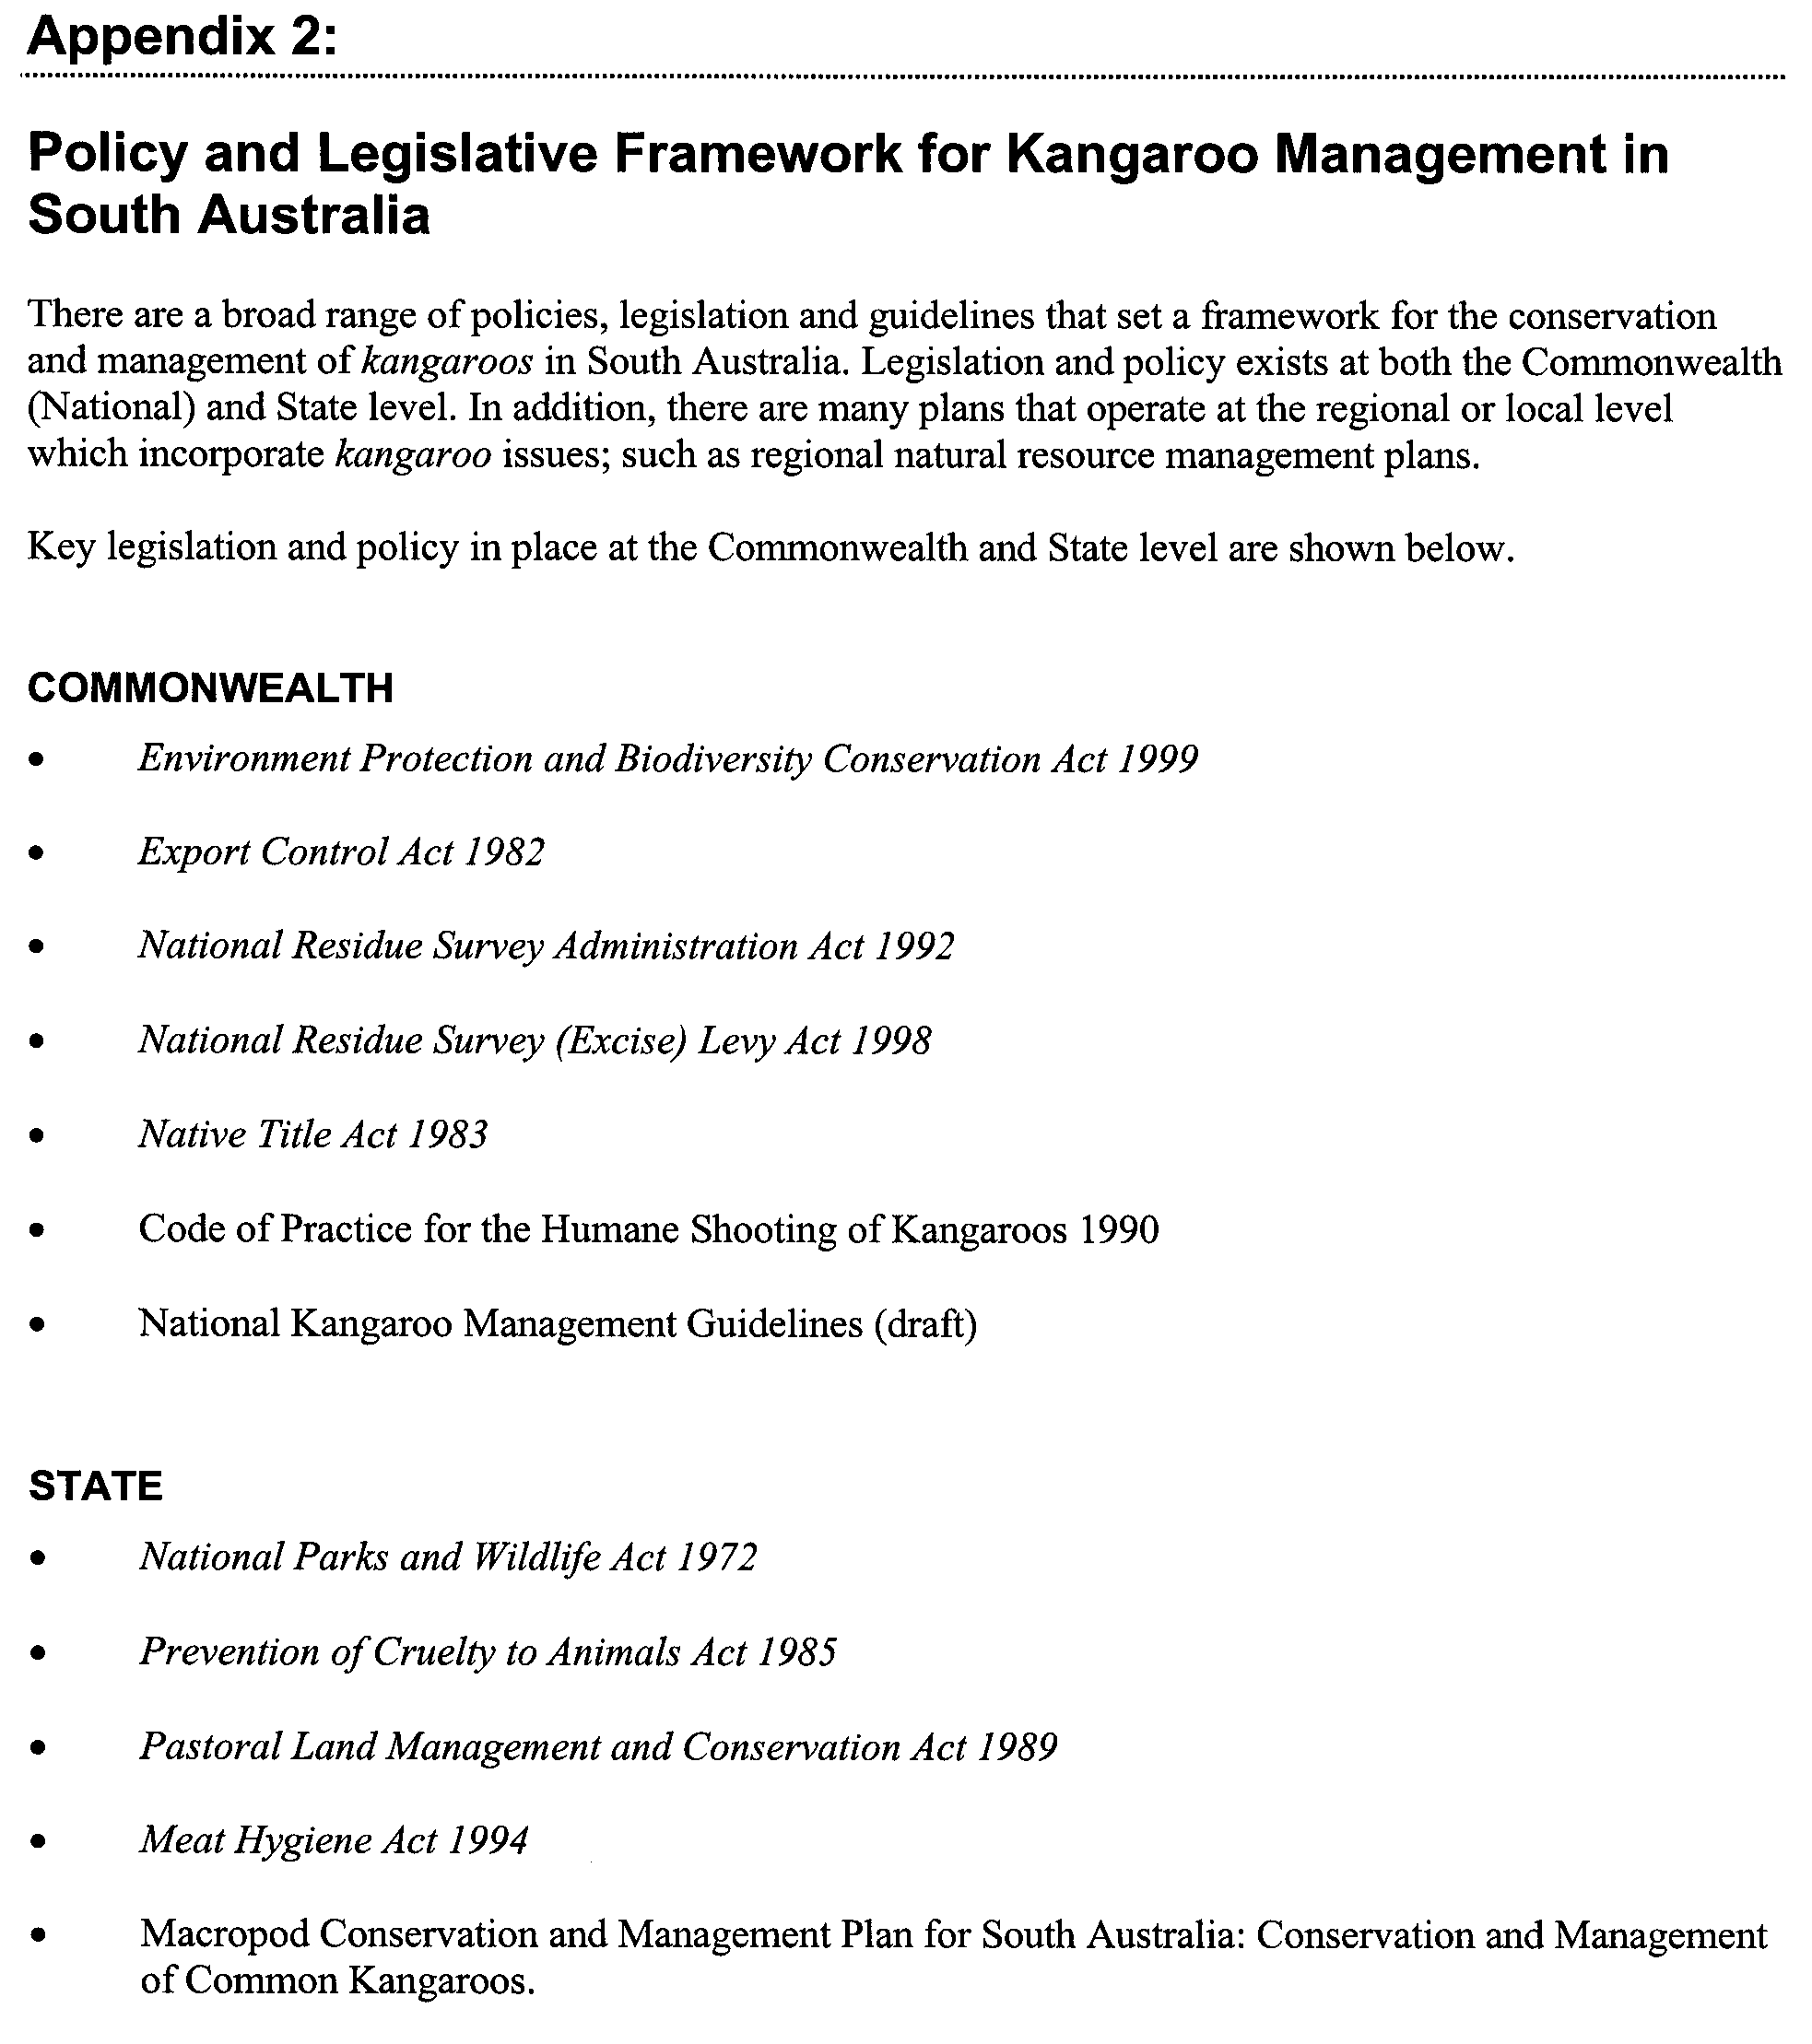 Appendix 2:
Policy and Legislative Framework for Kangaroo Management in
South Australia
There are a broad range of policies, legislation and guidelines that set a framework for the conservation
and management of kangaroos in South Australia. Legislation and policy exists at both the Commonwealth
(National) and State level. In addition, there are many plans that operate at the regional or local level
which incorporate kangaroo issues; such as regional natural resource management plans.
Key legislation and policy in place at the Commonwealth and State level are shown below.
COMMONWEALTH
• Environment Protection and Biodiversity Conservation Act 1999
• Export Control Act 1982
• National Residue Survey Administration Act 1992
• National Residue Survey (Excise) Levy Act 1998
• Native Title Act 1983
• Code of Practice for the Humane Shooting of Kangaroos 1990
• National Kangaroo Management Guidelines (draft)
STATE
• National Parks and Wildlife Act 1972
• Prevention of Cruelty to Animals Act 1985
• Pastoral Land Management and Conservation Act 1989
• Meat Hygiene Act 1994
• Macropod Conservation and Management Plan for South Australia: Conservation and Management
of Common Kangaroos.